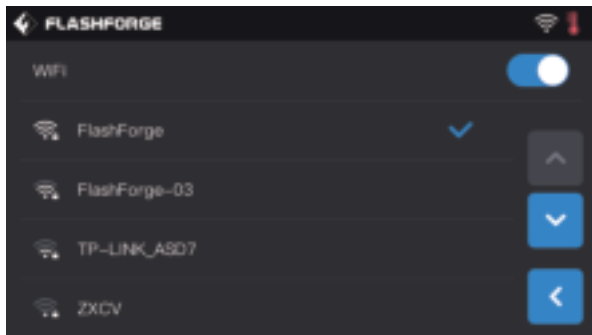 FLASHFORGE
WiFi
FlashForge
FlashForge-03
TP-LINK_ASD7
ZXCV